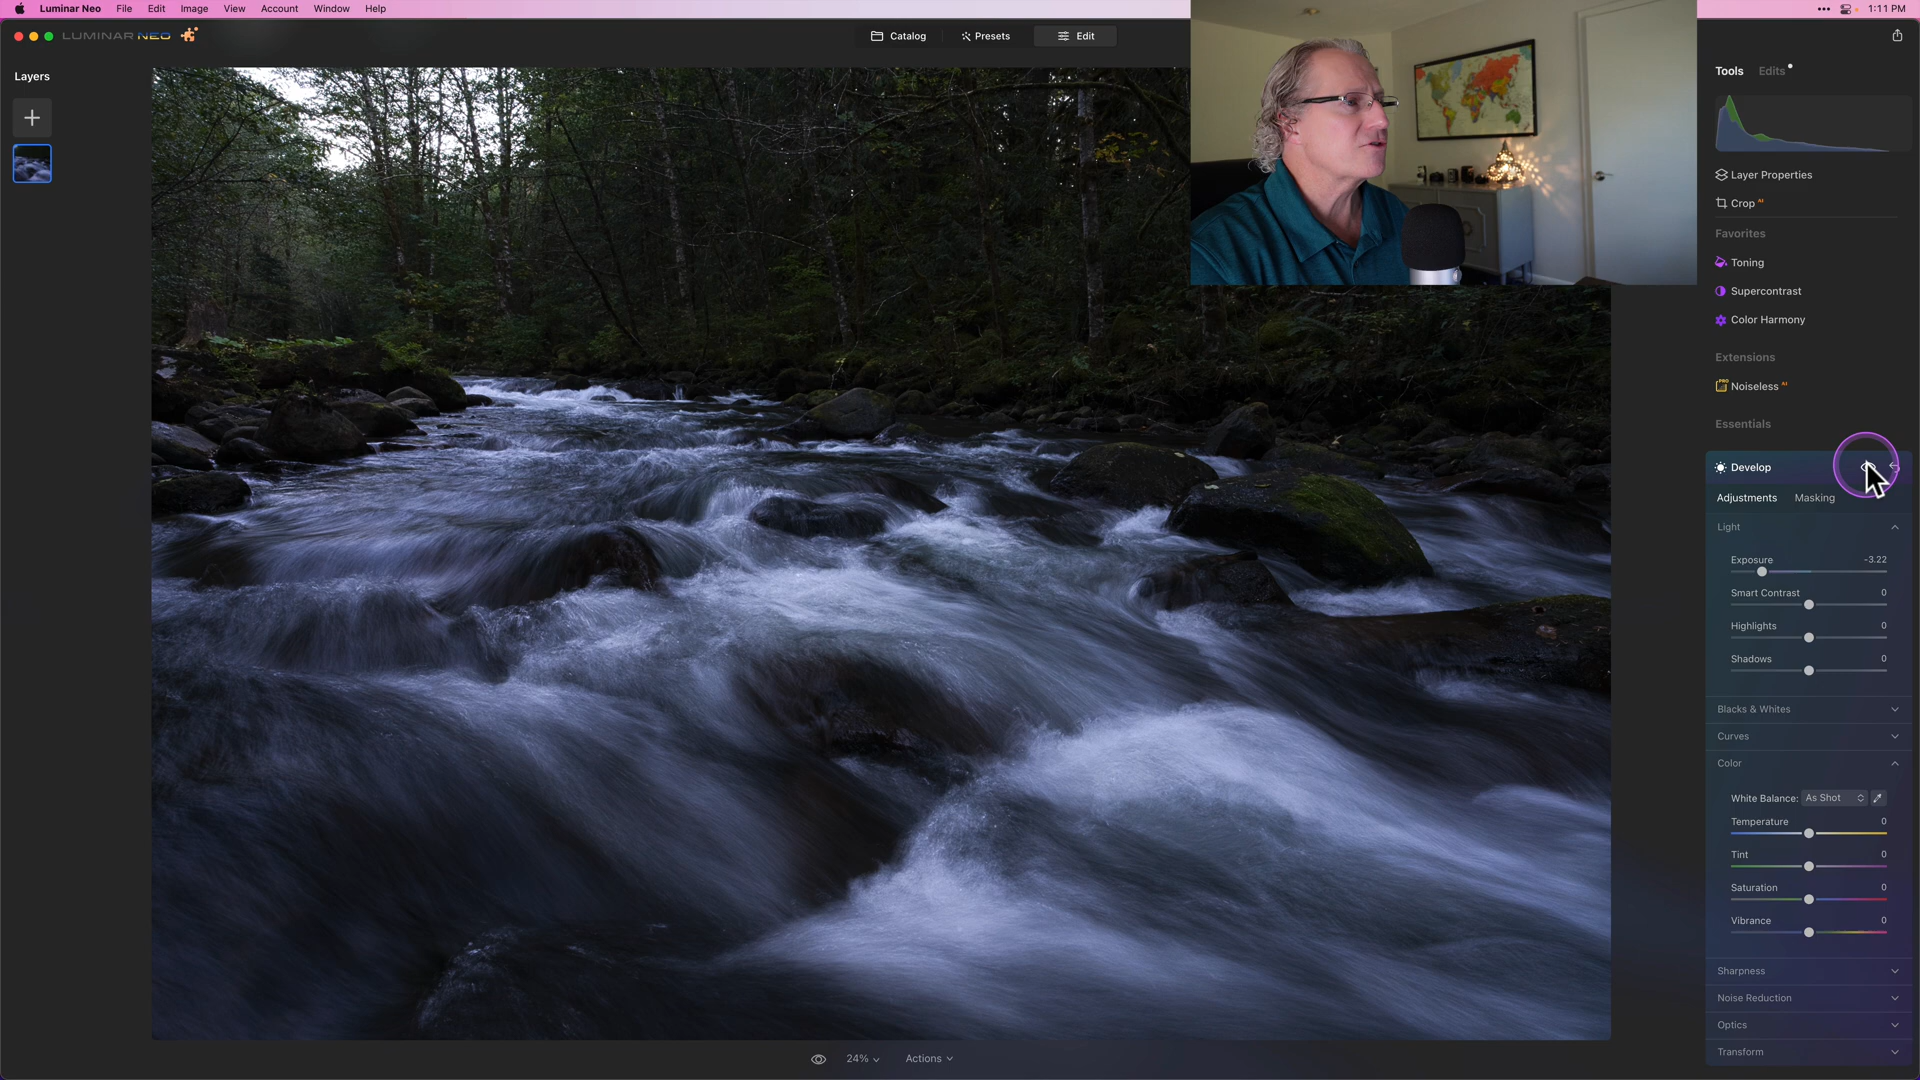 Luminar Neo File Edit Image View Account Window Help 1:11 PM
LUMINAR NEO Catalog Presets Edit
Layers
Tools Edits
Layer Properties
Crop AI
Favorites
Toning
Supercontrast
Color Harmony
Extensions
Noiseless AI
Essentials
Develop
Adjustments Masking
Light
Exposure -3.22
Smart Contrast 0
Highlights 0
Shadows 0
Blacks & Whites
Curves
Color
White Balance: As Shot
Temperature 0
Tint 0
Saturation 0
Vibrance 0
Sharpness
Noise Reduction
Optics
Transform
24% Actions